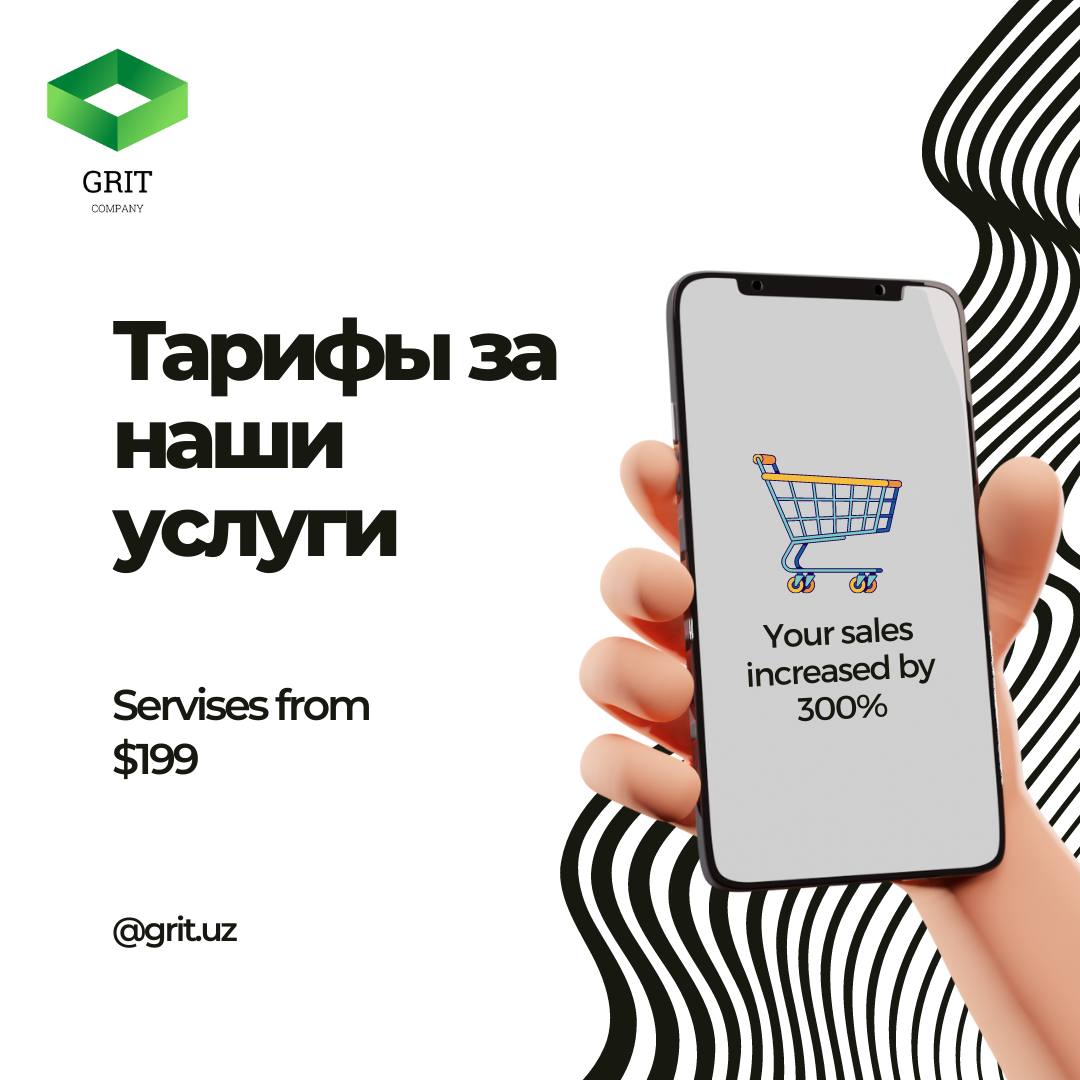 GRIT
COMPANY
Тарифы за
наши
услуги
Servises from
$199
@grit.uz
Your sales
increased by
300%